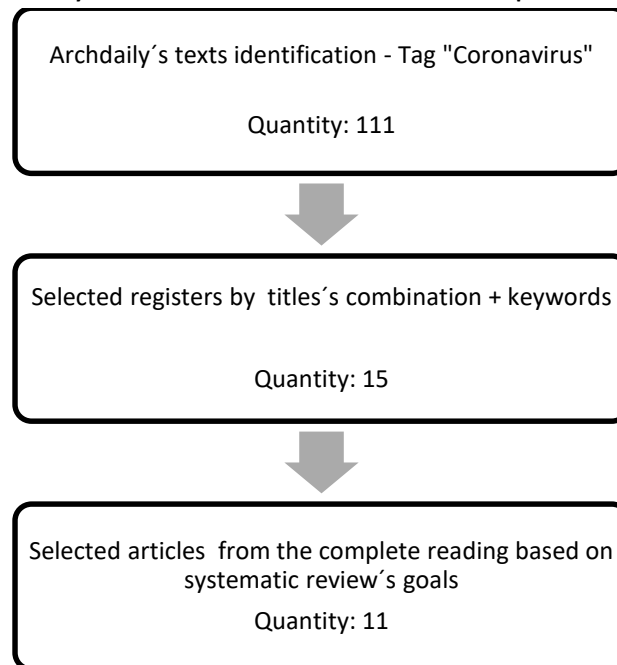 Archdaily´s texts identification - Tag "Coronavirus"
Quantity: 111
Selected registers by titles´s combination + keywords
Quantity: 15
Selected articles from the complete reading based on
systematic review´s goals
Quantity: 11